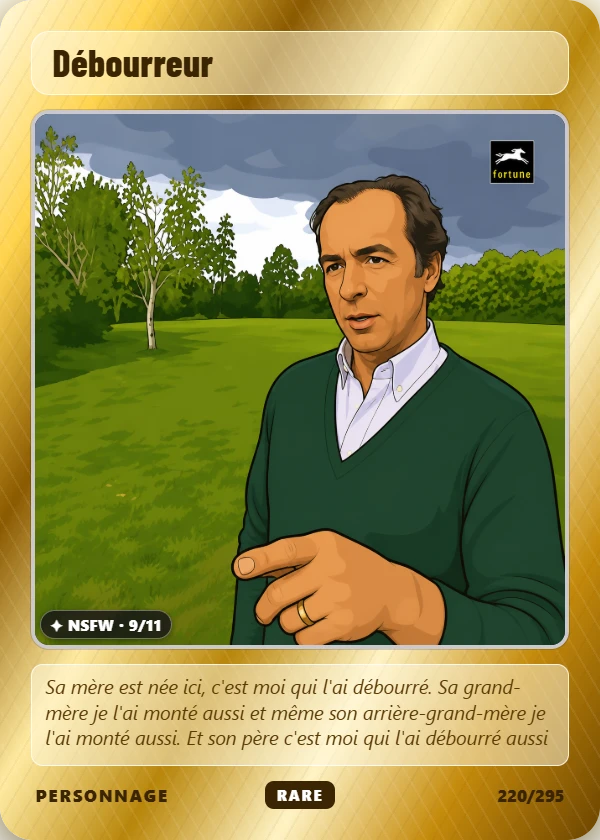 Débourreur
fortune
✦ NSFW · 9/11
Sa mère est née ici, c'est moi qui l'ai débourré. Sa grand-
mère je l'ai monté aussi et même son arrière-grand-mère je
l'ai monté aussi. Et son père c'est moi qui l'ai débourré aussi
PERSONNAGE
RARE
220/295